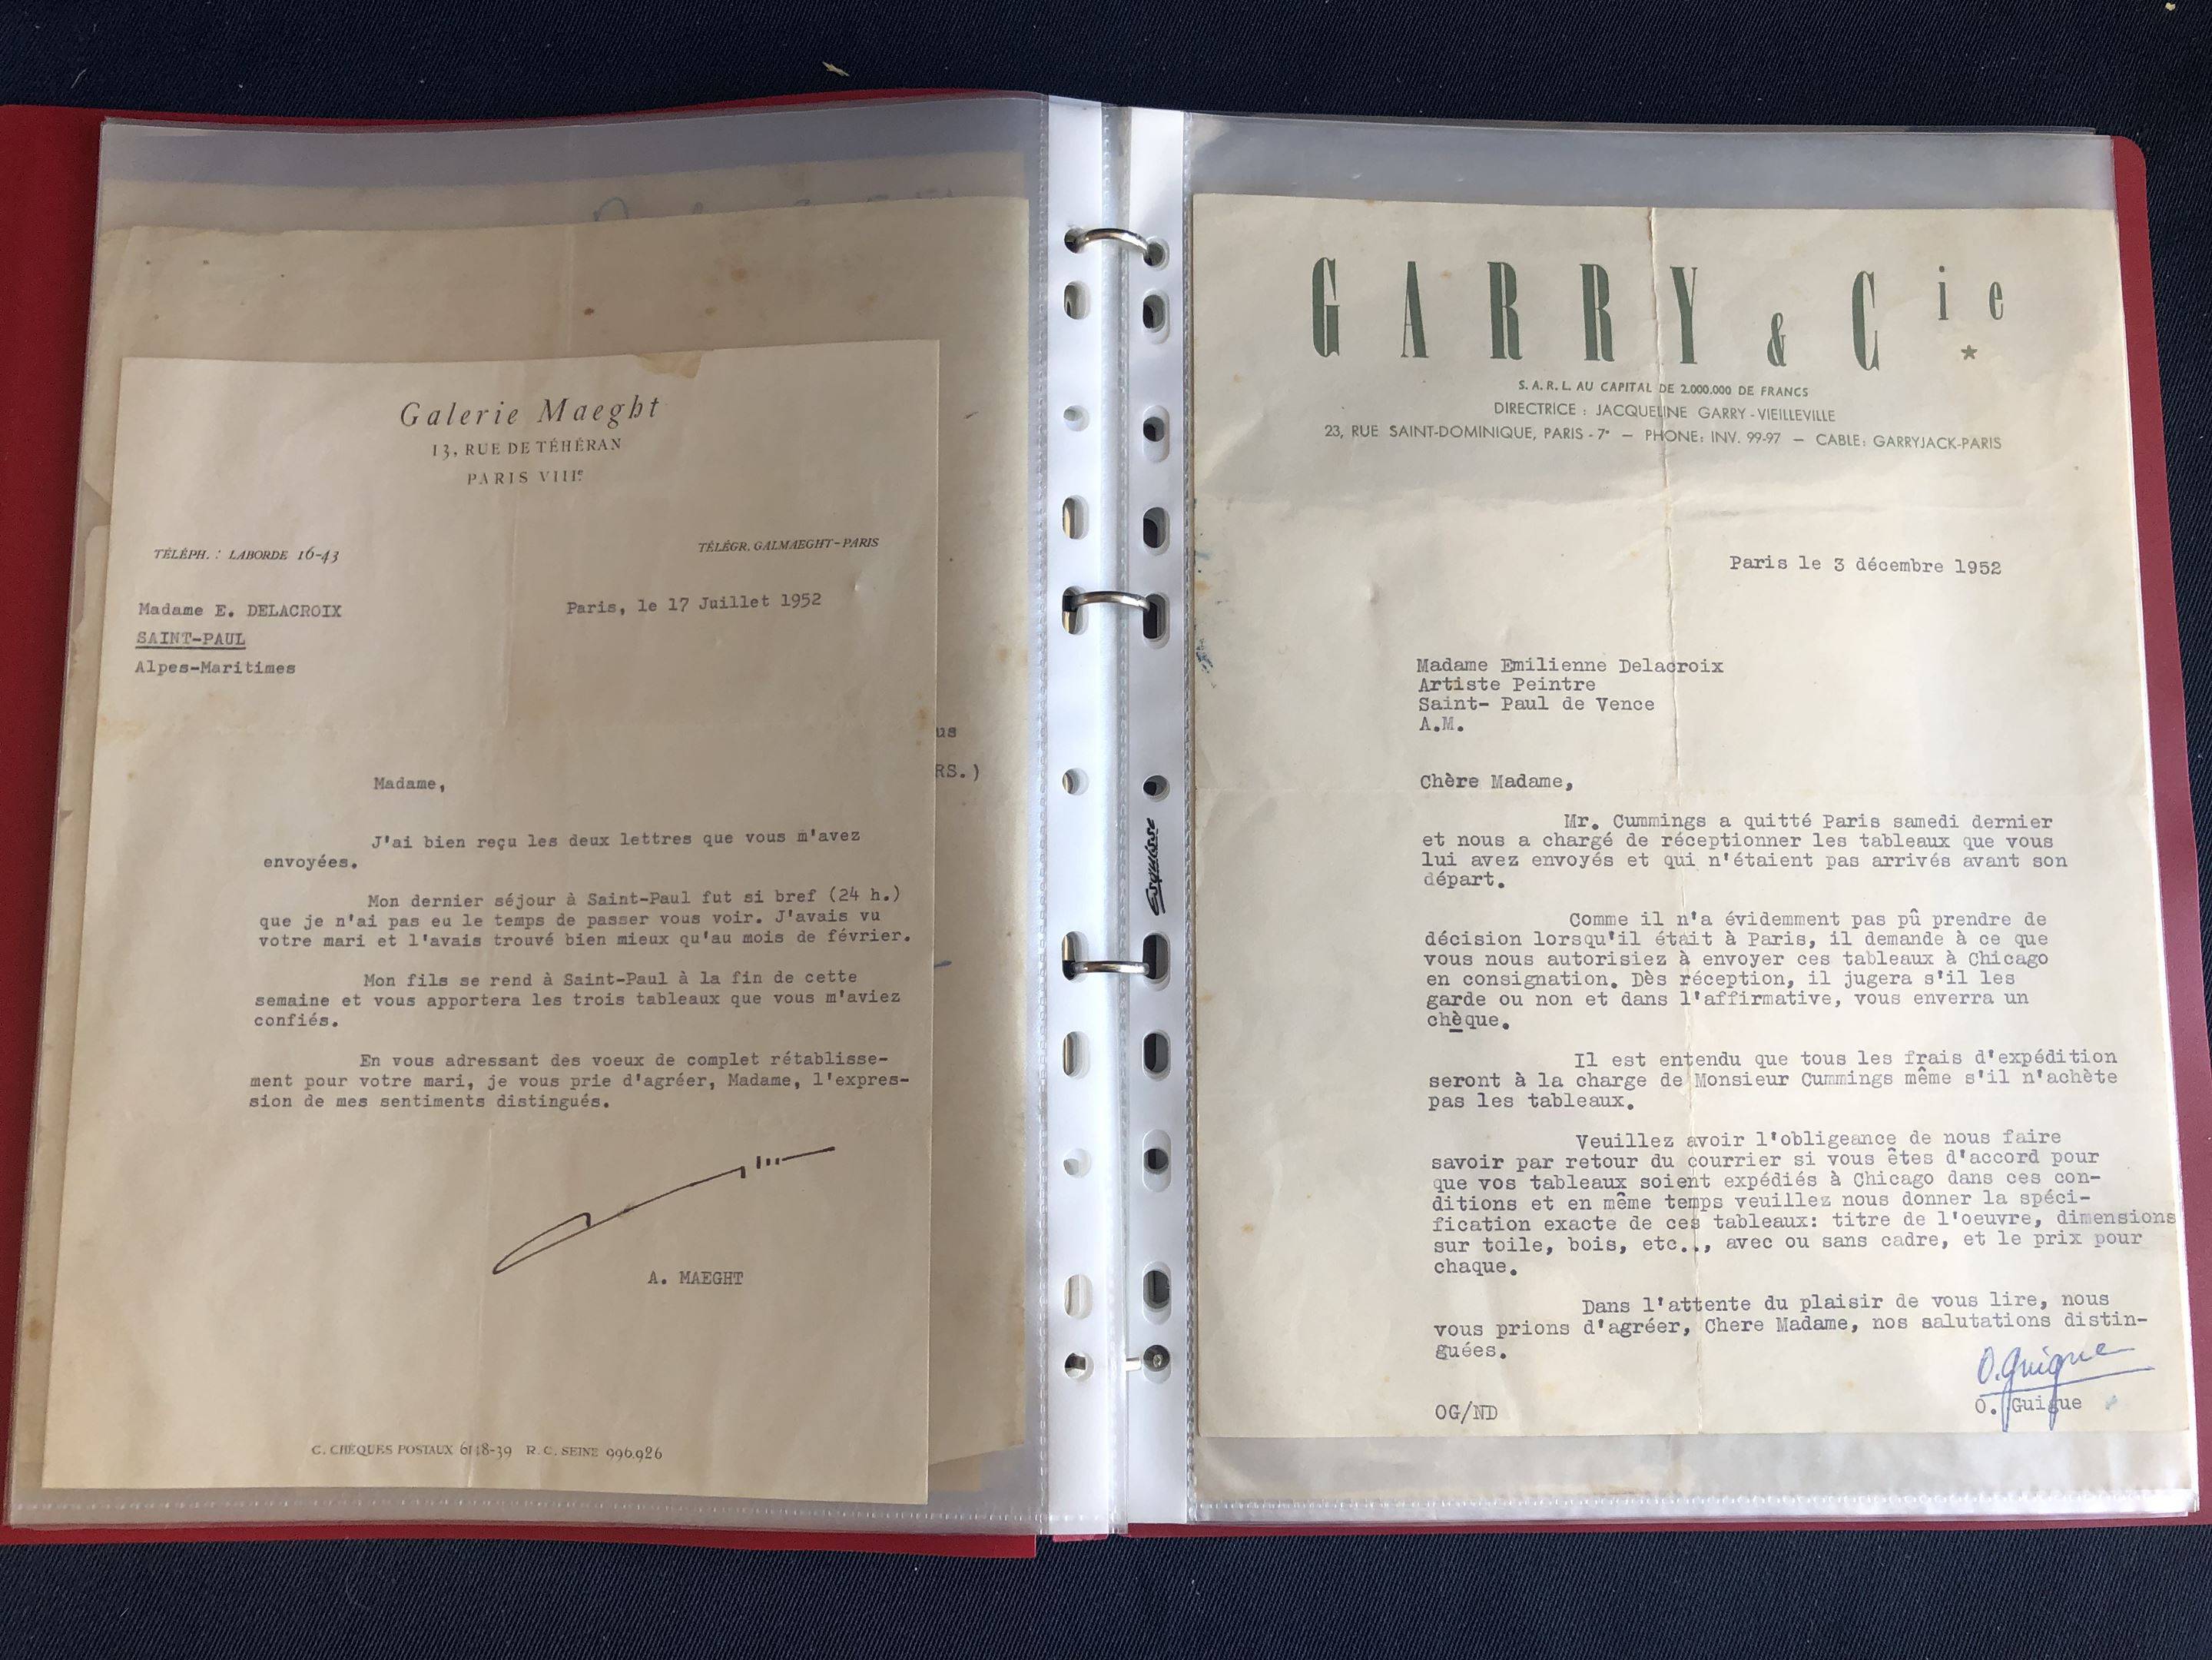 Galerie Maeght
13, RUE DE TÉHÉRAN
PARIS VIIIe
TÉLÉPH. : LABORDE 16-43
TÉLÉGR. GALMAEGHT-PARIS
Madame E. DELACROIX
Paris, le 17 Juillet 1952
SAINT-PAUL
Alpes-Maritimes
us
RS.)
Madame,
J'ai bien reçu les deux lettres que vous m'avez
envoyées.
Mon dernier séjour à Saint-Paul fut si bref (24 h.)
que je n'ai pas eu le temps de passer vous voir. J'avais vu
votre mari et l'avais trouvé bien mieux qu'au mois de février.
Mon fils se rend à Saint-Paul à la fin de cette
semaine et vous apportera les trois tableaux que vous m'aviez
confiés.
En vous adressant des voeux de complet rétablisse-
ment pour votre mari, je vous prie d'agréer, Madame, l'expres-
sion de mes sentiments distingués.
A. MAEGHT
C. CHÈQUES POSTAUX 6118-39 R. C. SEINE 996.926
Esquisse
GARRY & Cie
S. A. R. L. AU CAPITAL DE 2.000.000 DE FRANCS
DIRECTRICE : JACQUELINE GARRY-VIEILLEVILLE
23, RUE SAINT-DOMINIQUE, PARIS - 7e — PHONE: INV. 99-97 — CABLE: GARRYJACK-PARIS
Paris le 3 décembre 1952
Madame Emilienne Delacroix
Artiste Peintre
Saint- Paul de Vence
A.M.
Chère Madame,
Mr. Cummings a quitté Paris samedi dernier
et nous a chargé de réceptionner les tableaux que vous
lui avez envoyés et qui n'étaient pas arrivés avant son
départ.
Comme il n'a évidemment pas pû prendre de
décision lorsqu'il était à Paris, il demande à ce que
vous nous autorisiez à envoyer ces tableaux à Chicago
en consignation. Dès réception, il jugera s'il les
garde ou non et dans l'affirmative, vous enverra un
chèque.
Il est entendu que tous les frais d'expédition
seront à la charge de Monsieur Cummings même s'il n'achète
pas les tableaux.
Veuillez avoir l'obligeance de nous faire
savoir par retour du courrier si vous êtes d'accord pour
que vos tableaux soient expédiés à Chicago dans ces con-
ditions et en même temps veuillez nous donner la spéci-
fication exacte de ces tableaux: titre de l'oeuvre, dimensions
sur toile, bois, etc.., avec ou sans cadre, et le prix pour
chaque.
Dans l'attente du plaisir de vous lire, nous
vous prions d'agréer, Chere Madame, nos salutations distin-
guées.
O. Guigue
O. Guigue
OG/ND